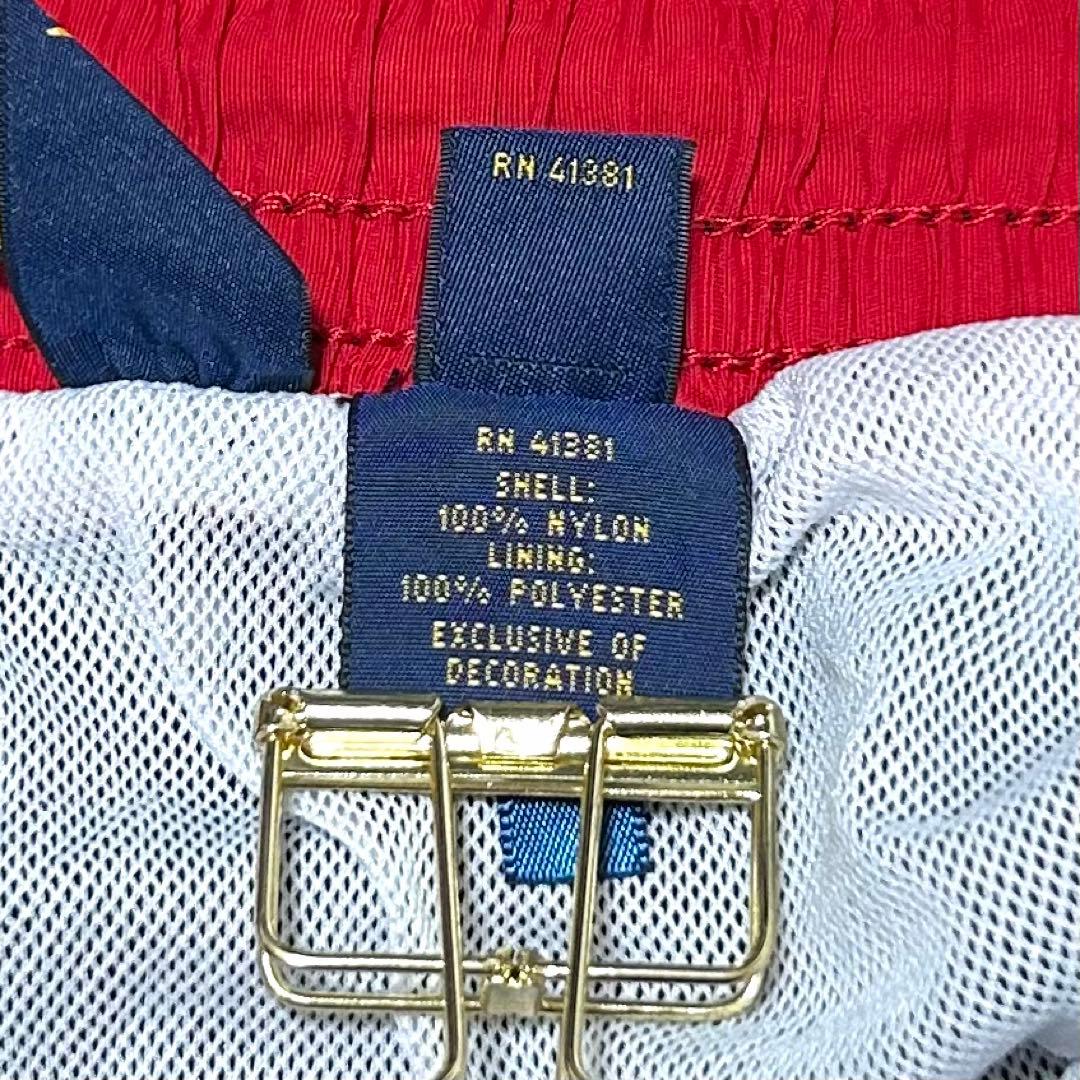 RN 41381
RN 41381
SHELL:
100% NYLON
LINING:
100% POLYESTER
EXCLUSIVE OF
DECORATION